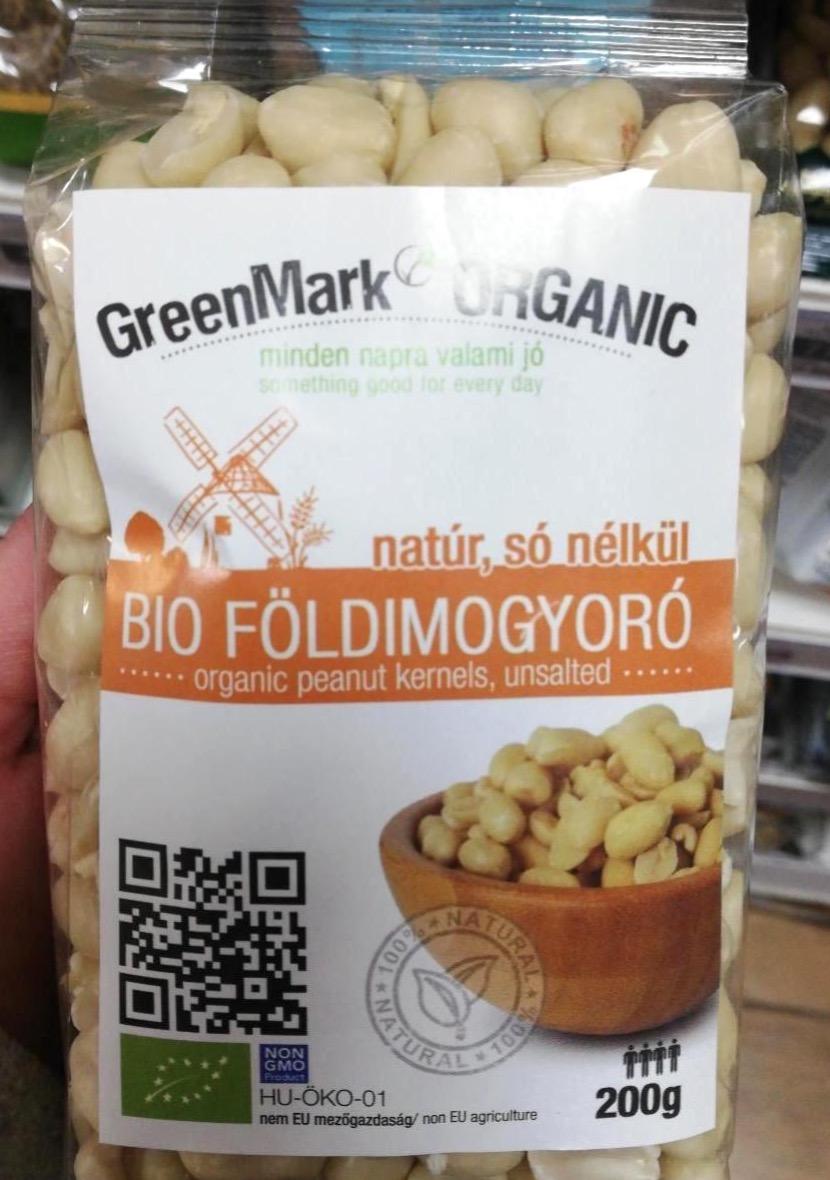 GreenMark ORGANIC
minden napra valami jó
something good for every day
natúr, só nélkül
BIO FÖLDIMOGYORÓ
...... organic peanut kernels, unsalted ......
100% ★ NATURAL ★ 100% ★ NATURAL ★
NON
GMO
Product
HU-ÖKO-01
nem EU mezőgazdaság/ non EU agriculture
200g